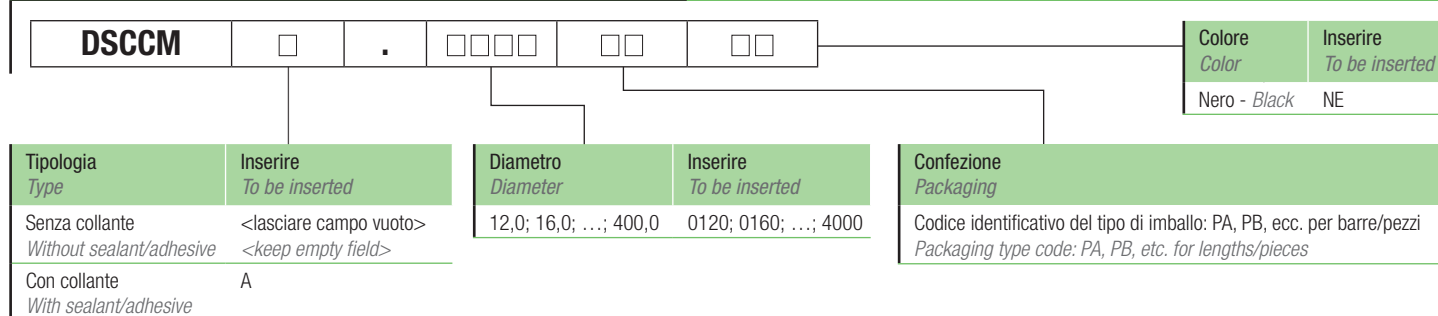 DSCCM □ . □□□□ □□ □□
Colore Inserire
Color To be inserted
Nero - Black NE
Tipologia Inserire
Type To be inserted
Senza collante <lasciare campo vuoto>
Without sealant/adhesive <keep empty field>
Con collante A
With sealant/adhesive
Diametro Inserire
Diameter To be inserted
12,0; 16,0; …; 400,0 0120; 0160; …; 4000
Confezione
Packaging
Codice identificativo del tipo di imballo: PA, PB, ecc. per barre/pezzi
Packaging type code: PA, PB, etc. for lengths/pieces